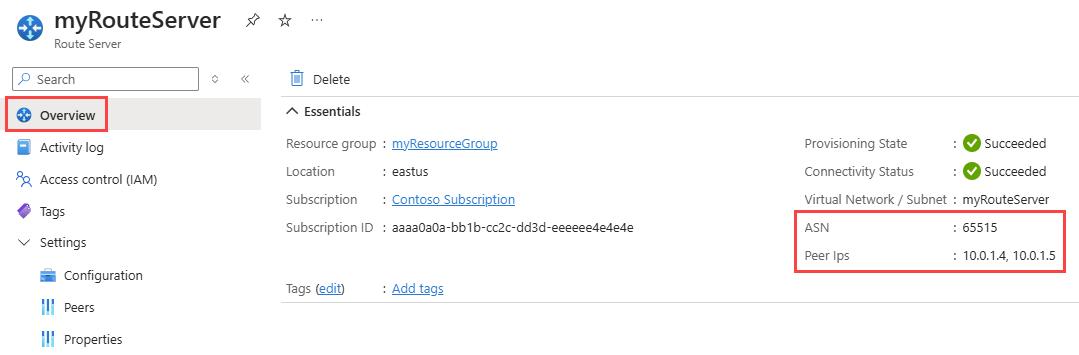 myRouteServer
Route Server
Search
Overview
Activity log
Access control (IAM)
Tags
Settings
Configuration
Peers
Properties
Delete
Essentials
Resource group : myResourceGroup
Location : eastus
Subscription : Contoso Subscription
Subscription ID : aaaa0a0a-bb1b-cc2c-dd3d-eeeeee4e4e4e
Tags (edit) : Add tags
Provisioning State : Succeeded
Connectivity Status : Succeeded
Virtual Network / Subnet : myRouteServer
ASN : 65515
Peer Ips : 10.0.1.4, 10.0.1.5